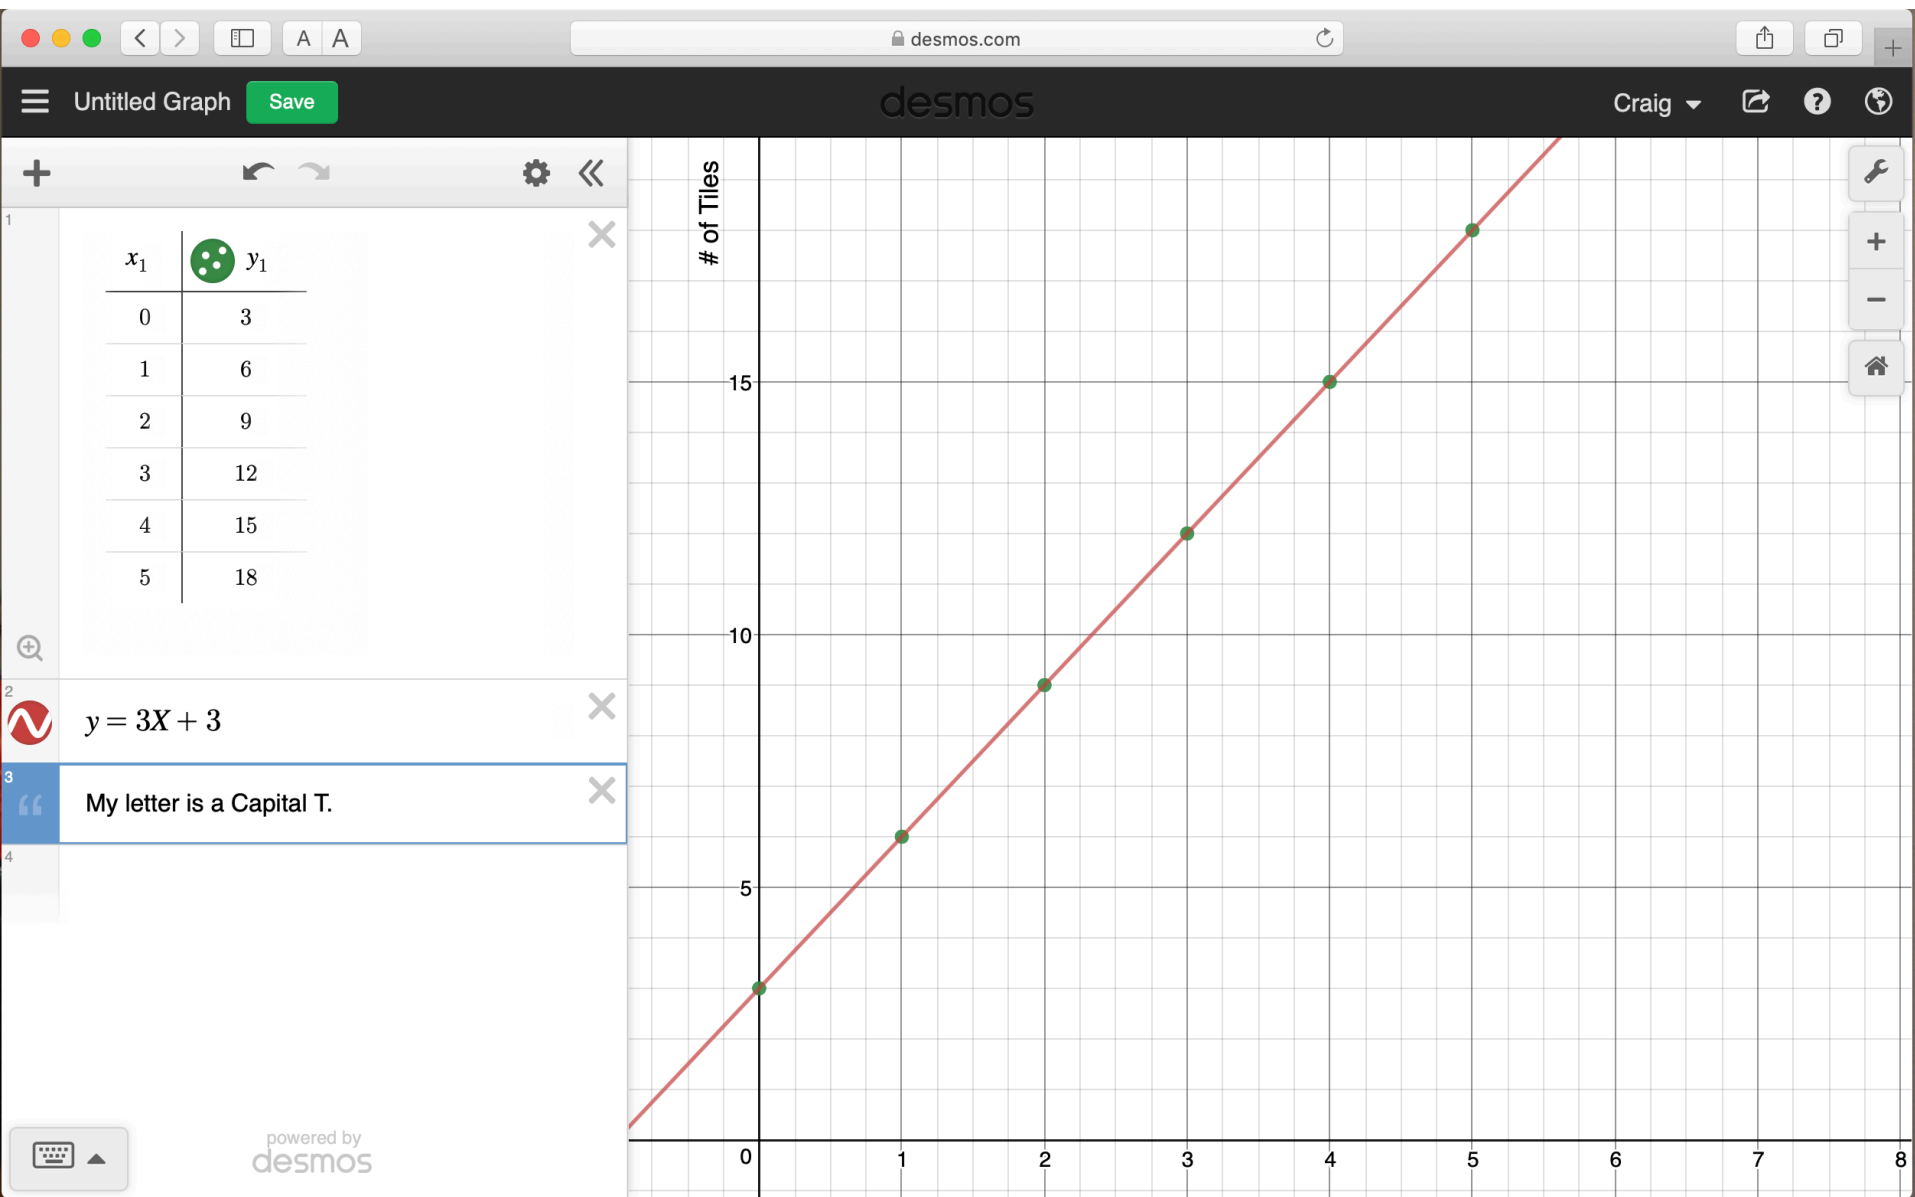 A A
desmos.com
Untitled Graph Save desmos Craig
1
x₁ y₁
0 3
1 6
2 9
3 12
4 15
5 18
2
y = 3X + 3
3
My letter is a Capital T.
4
powered by
desmos
# of Tiles
15
10
5
0 1 2 3 4 5 6 7 8